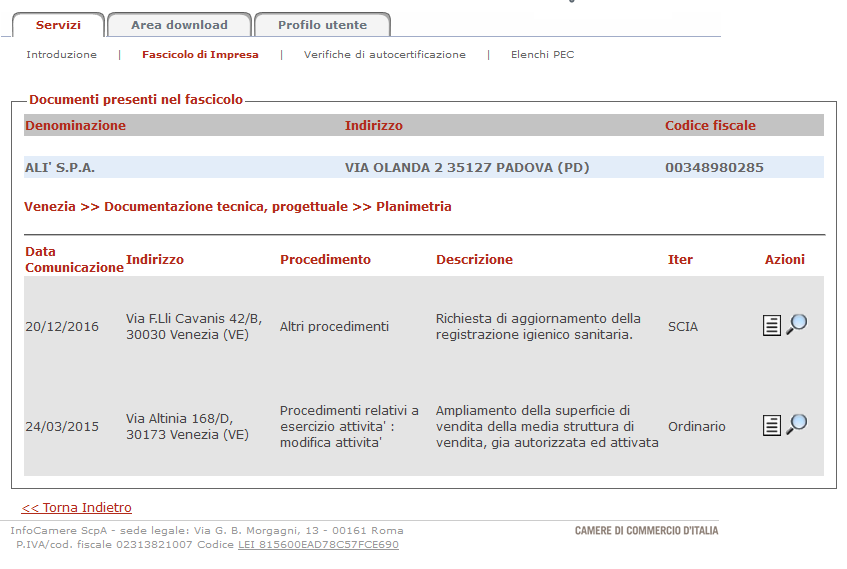 Servizi
Area download
Profilo utente
Introduzione | Fascicolo di Impresa | Verifiche di autocertificazione | Elenchi PEC
Documenti presenti nel fascicolo
Denominazione Indirizzo Codice fiscale
ALI' S.P.A. VIA OLANDA 2 35127 PADOVA (PD) 00348980285
Venezia >> Documentazione tecnica, progettuale >> Planimetria
Data
Comunicazione
Indirizzo
Procedimento
Descrizione
Iter
Azioni
20/12/2016
Via F.Lli Cavanis 42/B,
30030 Venezia (VE)
Altri procedimenti
Richiesta di aggiornamento della
registrazione igienico sanitaria.
SCIA
24/03/2015
Via Altinia 168/D,
30173 Venezia (VE)
Procedimenti relativi a
esercizio attivita' :
modifica attivita'
Ampliamento della superficie di
vendita della media struttura di
vendita, gia autorizzata ed attivata
Ordinario
<< Torna Indietro
InfoCamere ScpA - sede legale: Via G. B. Morgagni, 13 - 00161 Roma
P.IVA/cod. fiscale 02313821007 Codice LEI 815600EAD78C57FCE690
CAMERE DI COMMERCIO D'ITALIA